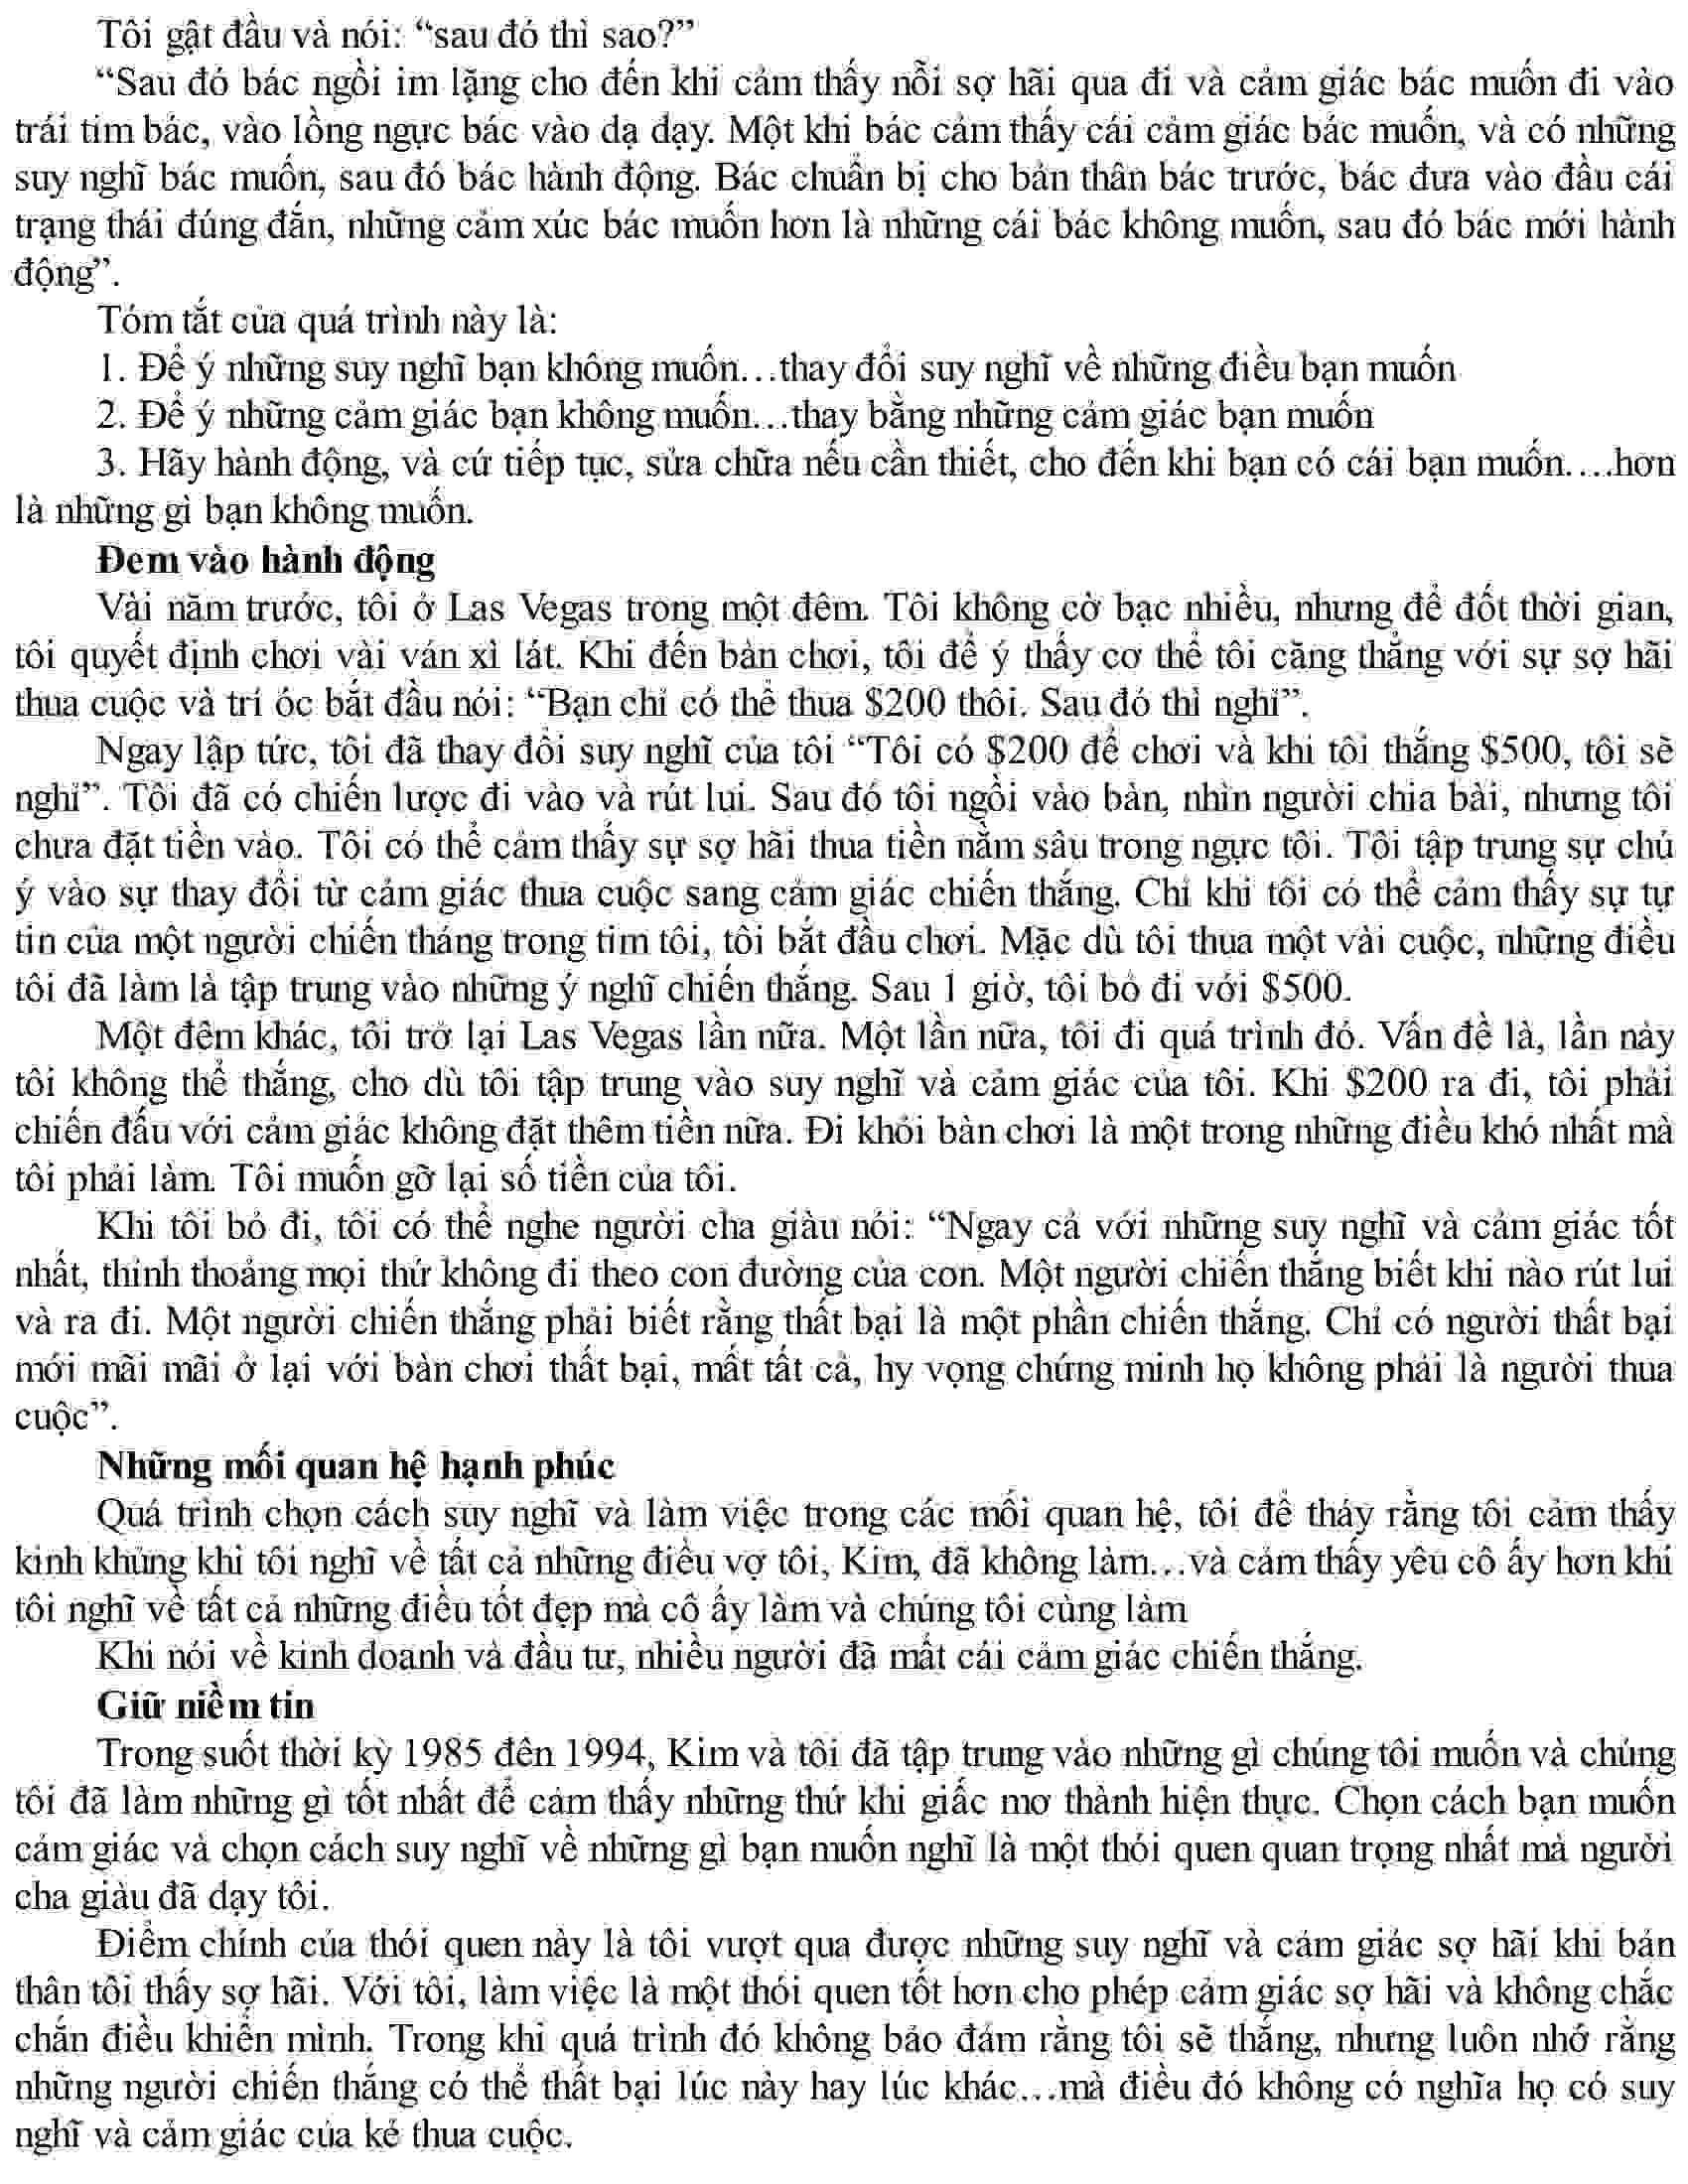 Tôi gật đầu và nói: “sau đó thì sao?”
“Sau đó bác ngồi im lặng cho đến khi cảm thấy nỗi sợ hãi qua đi và cảm giác bác muốn đi vào
trái tim bác, vào lồng ngực bác vào dạ dạy. Một khi bác cảm thấy cái cảm giác bác muốn, và có những
suy nghĩ bác muốn, sau đó bác hành động. Bác chuẩn bị cho bản thân bác trước, bác đưa vào đầu cái
trạng thái đúng đắn, những cảm xúc bác muốn hơn là những cái bác không muốn, sau đó bác mới hành
động”.
Tóm tắt của quá trình này là:
1. Để ý những suy nghĩ bạn không muốn…thay đổi suy nghĩ về những điều bạn muốn
2. Để ý những cảm giác bạn không muốn…thay bằng những cảm giác bạn muốn
3. Hãy hành động, và cứ tiếp tục, sửa chữa nếu cần thiết, cho đến khi bạn có cái bạn muốn….hơn
là những gì bạn không muốn.
Đem vào hành động
Vài năm trước, tôi ở Las Vegas trong một đêm. Tôi không cờ bạc nhiều, nhưng để đốt thời gian,
tôi quyết định chơi vài ván xì lát. Khi đến bàn chơi, tôi để ý thấy cơ thể tôi căng thẳng với sự sợ hãi
thua cuộc và trí óc bắt đầu nói: “Bạn chỉ có thể thua $200 thôi. Sau đó thì nghỉ”.
Ngay lập tức, tôi đã thay đổi suy nghĩ của tôi “Tôi có $200 để chơi và khi tôi thắng $500, tôi sẽ
nghỉ”. Tôi đã có chiến lược đi vào và rút lui. Sau đó tôi ngồi vào bàn, nhìn người chia bài, nhưng tôi
chưa đặt tiền vào. Tôi có thể cảm thấy sự sợ hãi thua tiền nằm sâu trong ngực tôi. Tôi tập trung sự chú
ý vào sự thay đổi từ cảm giác thua cuộc sang cảm giác chiến thắng. Chỉ khi tôi có thể cảm thấy sự tự
tin của một người chiến tháng trong tim tôi, tôi bắt đầu chơi. Mặc dù tôi thua một vài cuộc, những điều
tôi đã làm là tập trung vào những ý nghĩ chiến thắng. Sau 1 giờ, tôi bỏ đi với $500.
Một đêm khác, tôi trở lại Las Vegas lần nữa. Một lần nữa, tôi đi quá trình đó. Vấn đề là, lần này
tôi không thể thắng, cho dù tôi tập trung vào suy nghĩ và cảm giác của tôi. Khi $200 ra đi, tôi phải
chiến đấu với cảm giác không đặt thêm tiền nữa. Đi khỏi bàn chơi là một trong những điều khó nhất mà
tôi phải làm. Tôi muốn gỡ lại số tiền của tôi.
Khi tôi bỏ đi, tôi có thể nghe người cha giàu nói: “Ngay cả với những suy nghĩ và cảm giác tốt
nhất, thỉnh thoảng mọi thứ không đi theo con đường của con. Một người chiến thắng biết khi nào rút lui
và ra đi. Một người chiến thắng phải biết rằng thất bại là một phần chiến thắng. Chỉ có người thất bại
mới mãi mãi ở lại với bàn chơi thất bại, mất tất cả, hy vọng chứng minh họ không phải là người thua
cuộc”.
Những mối quan hệ hạnh phúc
Quá trình chọn cách suy nghĩ và làm việc trong các mối quan hệ, tôi để tháy rằng tôi cảm thấy
kinh khủng khi tôi nghĩ về tất cả những điều vợ tôi, Kim, đã không làm…và cảm thấy yêu cô ấy hơn khi
tôi nghĩ về tất cả những điều tốt đẹp mà cô ấy làm và chúng tôi cùng làm
Khi nói về kinh doanh và đầu tư, nhiều người đã mất cái cảm giác chiến thắng.
Giữ niềm tin
Trong suốt thời kỳ 1985 đên 1994, Kim và tôi đã tập trung vào những gì chúng tôi muốn và chúng
tôi đã làm những gì tốt nhất để cảm thấy những thứ khi giấc mơ thành hiện thực. Chọn cách bạn muốn
cảm giác và chọn cách suy nghĩ về những gì bạn muốn nghĩ là một thói quen quan trọng nhất mà người
cha giàu đã dạy tôi.
Điểm chính của thói quen này là tôi vượt qua được những suy nghĩ và cảm giác sợ hãi khi bản
thân tôi thấy sợ hãi. Với tôi, làm việc là một thói quen tốt hơn cho phép cảm giác sợ hãi và không chắc
chắn điều khiển mình. Trong khi quá trình đó không bảo đảm rằng tôi sẽ thắng, nhưng luôn nhớ rằng
những người chiến thắng có thể thất bại lúc này hay lúc khác…mà điều đó không có nghĩa họ có suy
nghĩ và cảm giác của kẻ thua cuộc.